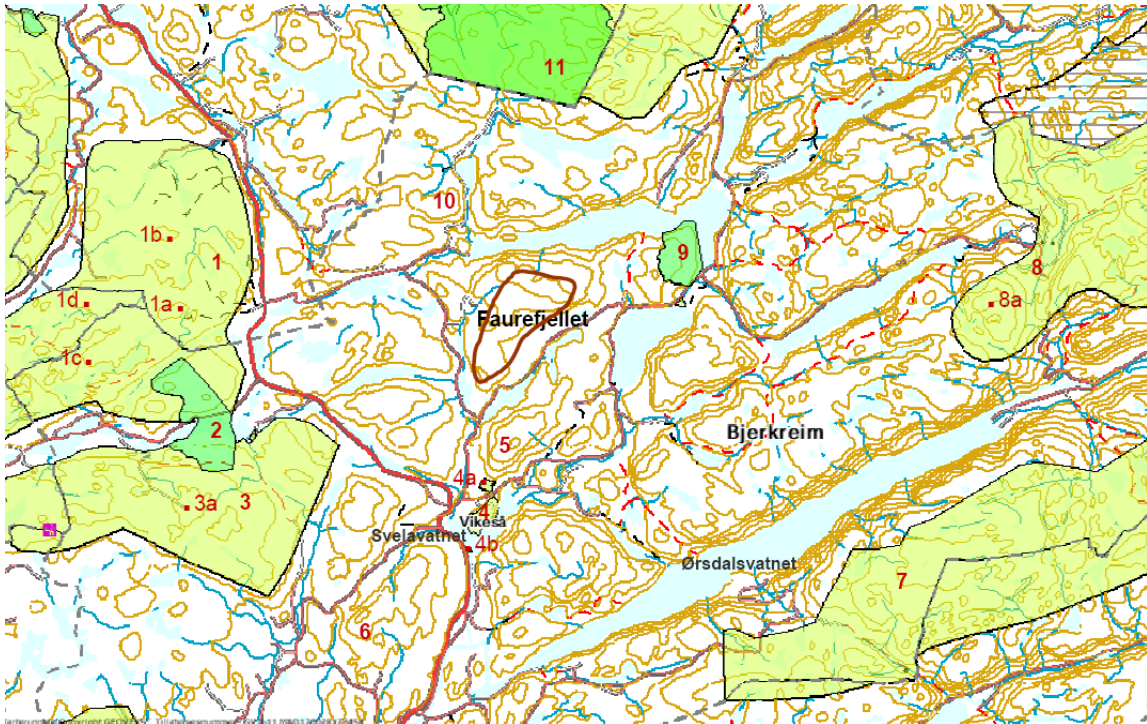 11
10
1b
1
9
8
1d
1a
8a
Faurefjellet
1c
2
Bjerkreim
5
4a
3a
3
4
Vikeså
Svelavatnet
4b
Ørsdalsvatnet
7
6